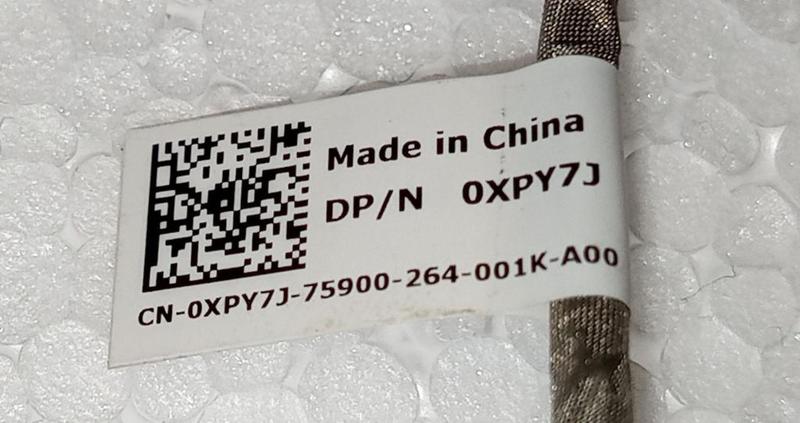 Made in China
DP/N 0XPY7J
CN-0XPY7J-75900-264-001K-A00